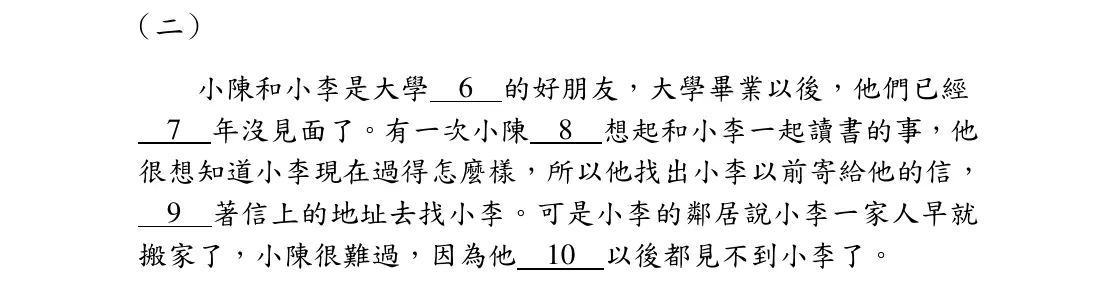 （二）
小陳和小李是大學 6 的好朋友，大學畢業以後，他們已經
7 年沒見面了。有一次小陳 8 想起和小李一起讀書的事，他
很想知道小李現在過得怎麼樣，所以他找出小李以前寄給他的信，
9 著信上的地址去找小李。可是小李的鄰居說小李一家人早就
搬家了，小陳很難過，因為他 10 以後都見不到小李了。